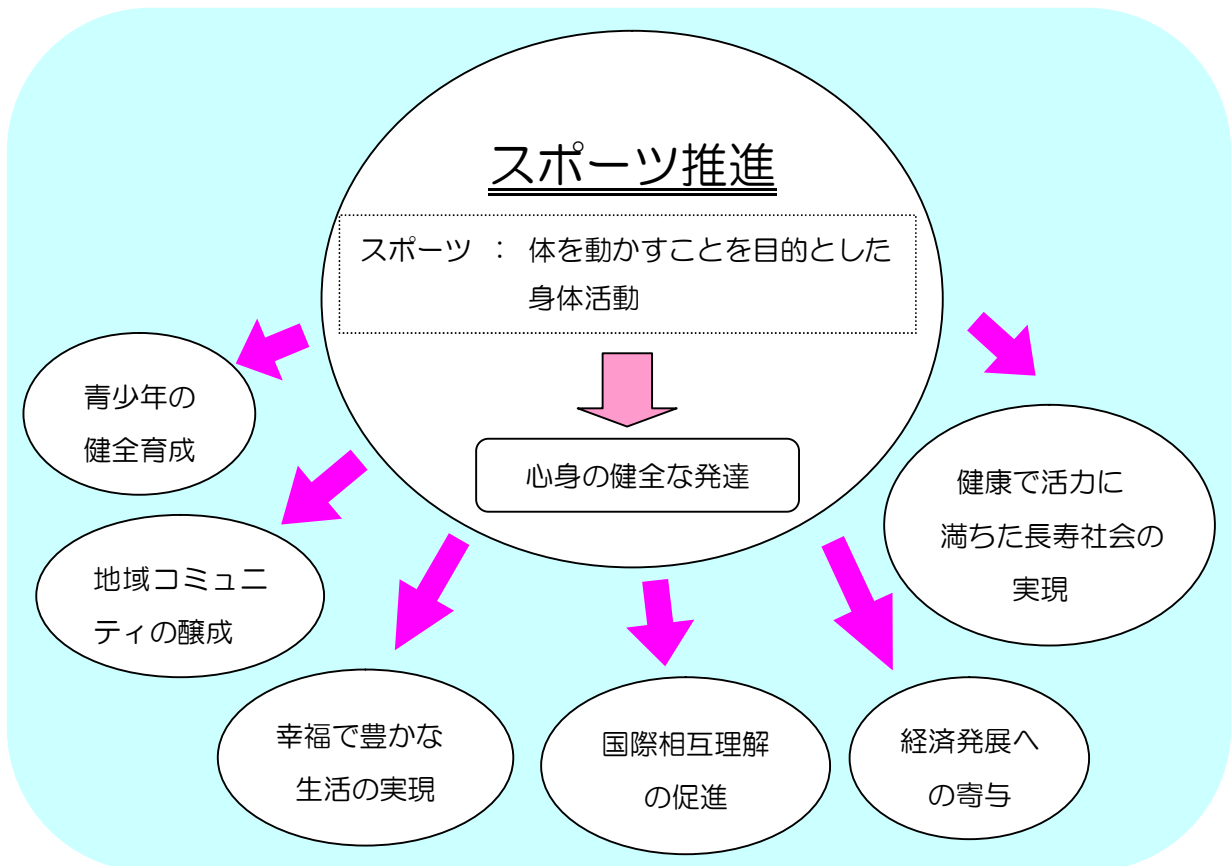 スポーツ推進
スポーツ : 体を動かすことを目的とした
身体活動
心身の健全な発達
青少年の
健全育成
地域コミュニ
ティの醸成
幸福で豊かな
生活の実現
国際相互理解
の促進
経済発展へ
の寄与
健康で活力に
満ちた長寿社会の
実現